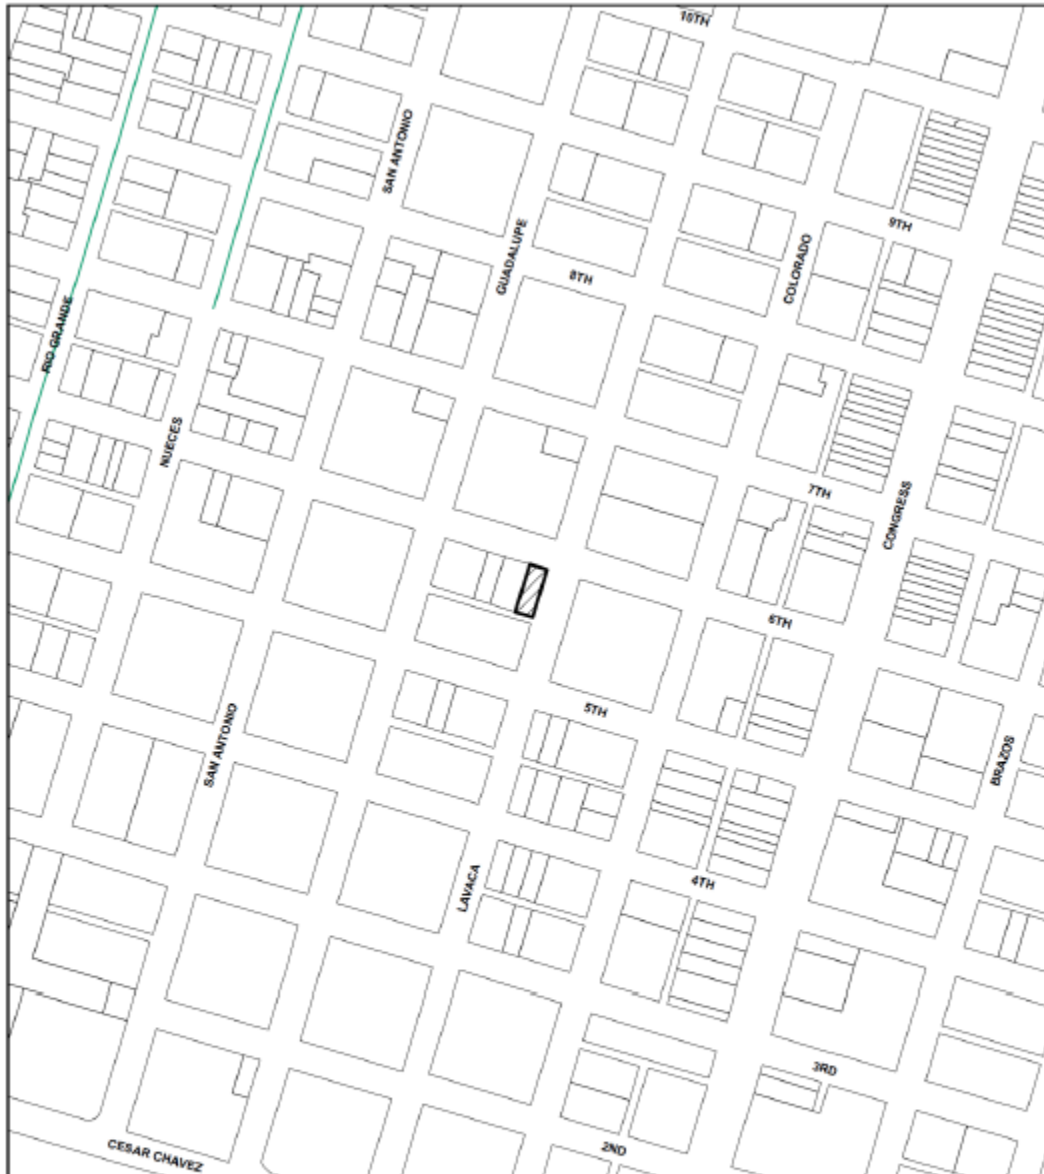 10TH
SAN ANTONIO
9TH
GUADALUPE
COLORADO
8TH
RIO GRANDE
NUECES
7TH
CONGRESS
6TH
5TH
SAN ANTONIO
BRAZOS
LAVACA
4TH
3RD
CESAR CHAVEZ
2ND